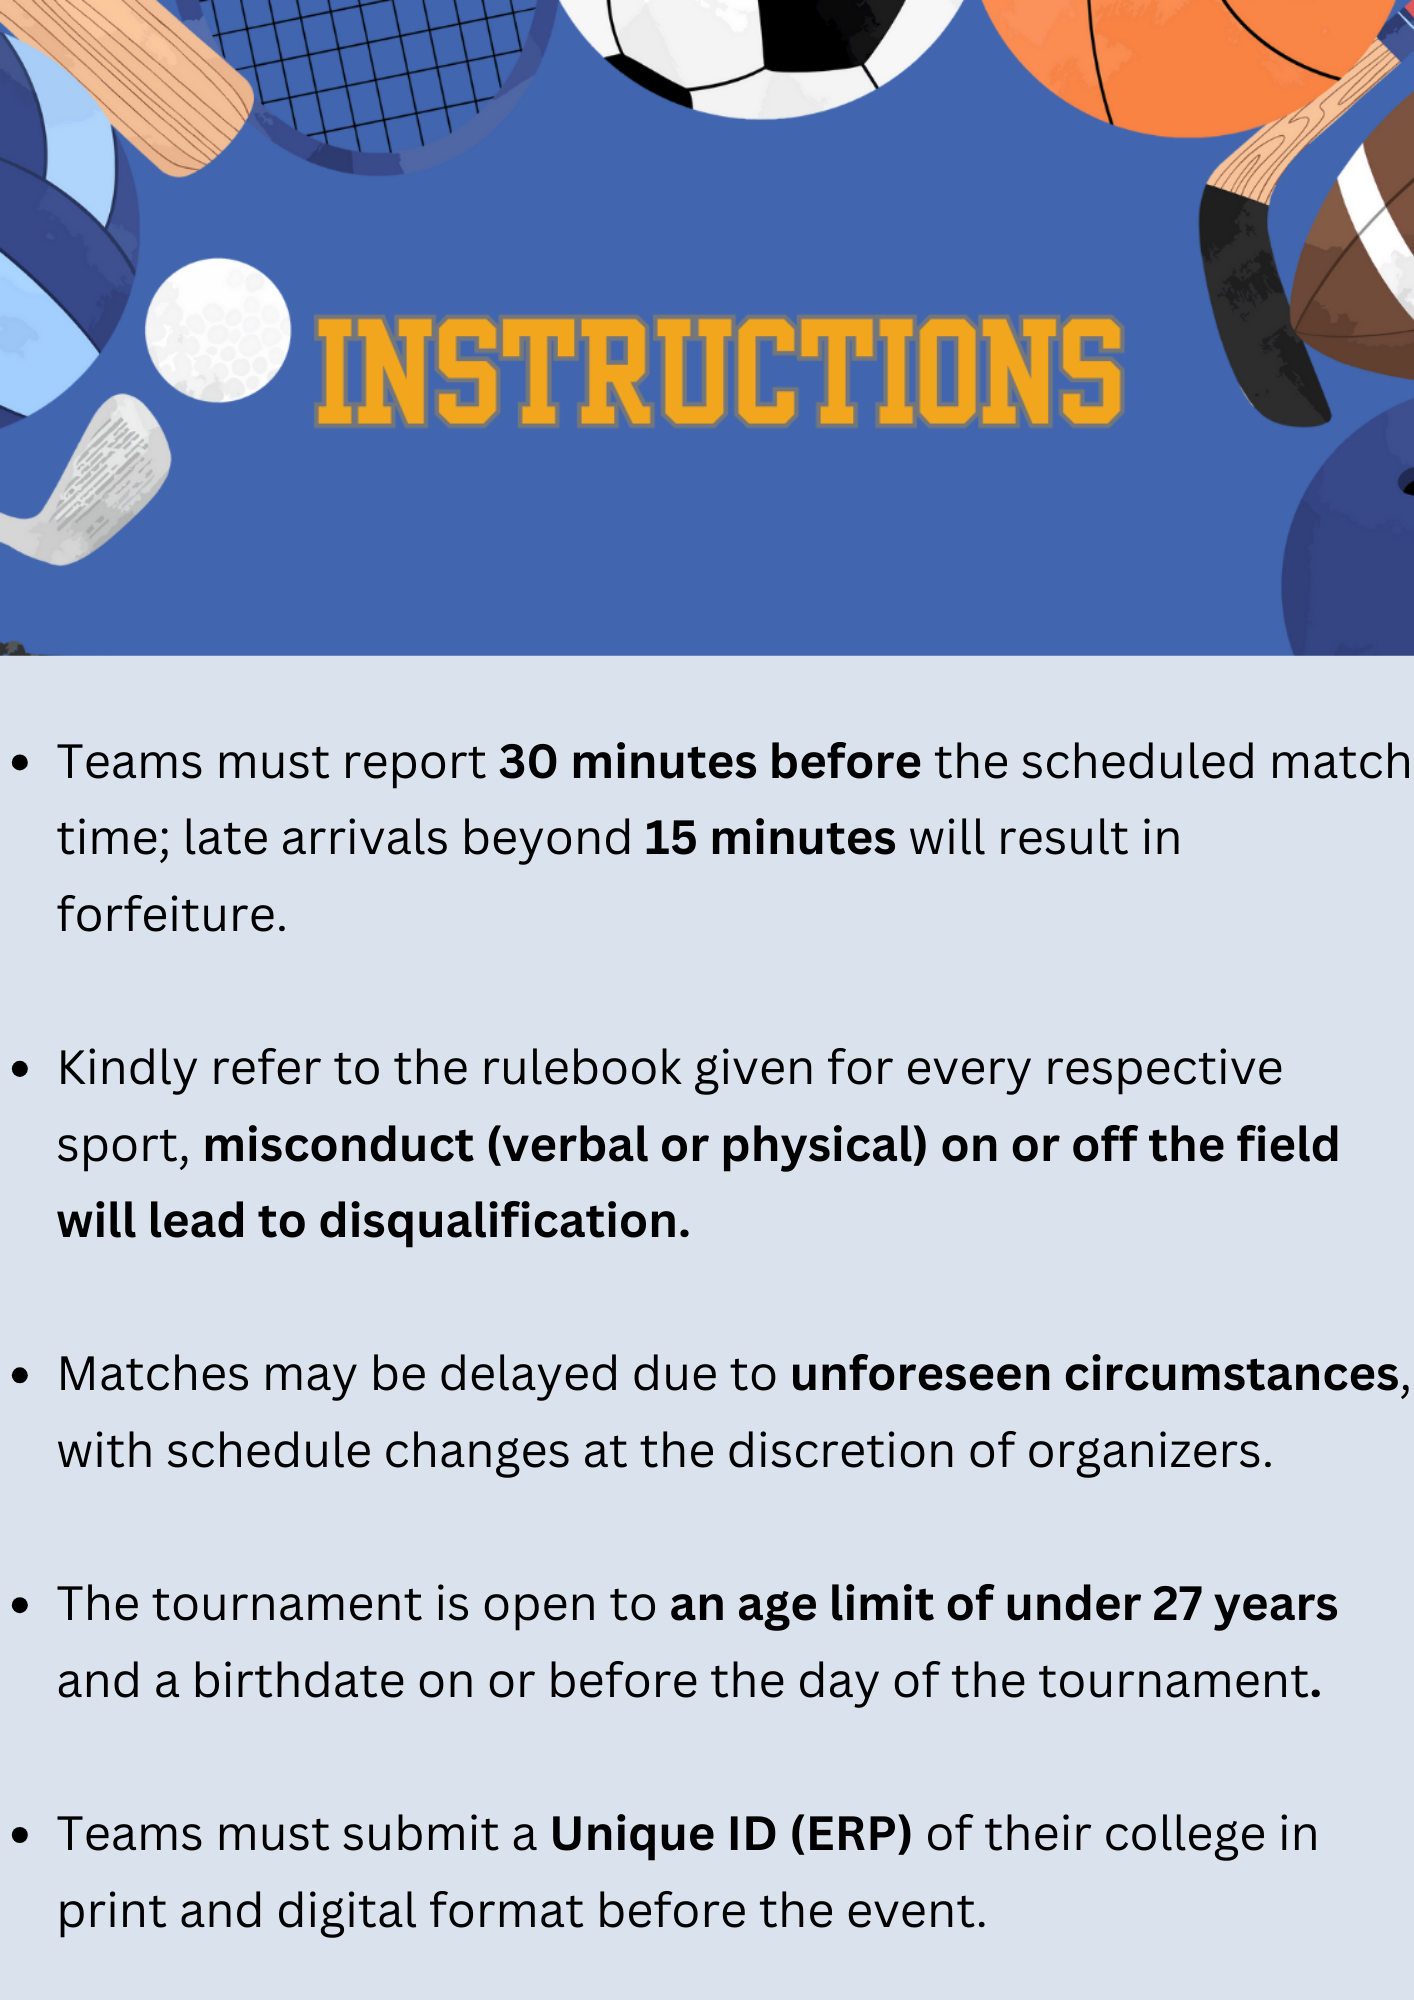 INSTRUCTIONS
• Teams must report 30 minutes before the scheduled match
time; late arrivals beyond 15 minutes will result in
forfeiture.
• Kindly refer to the rulebook given for every respective
sport, misconduct (verbal or physical) on or off the field
will lead to disqualification.
• Matches may be delayed due to unforeseen circumstances,
with schedule changes at the discretion of organizers.
• The tournament is open to an age limit of under 27 years
and a birthdate on or before the day of the tournament.
• Teams must submit a Unique ID (ERP) of their college in
print and digital format before the event.